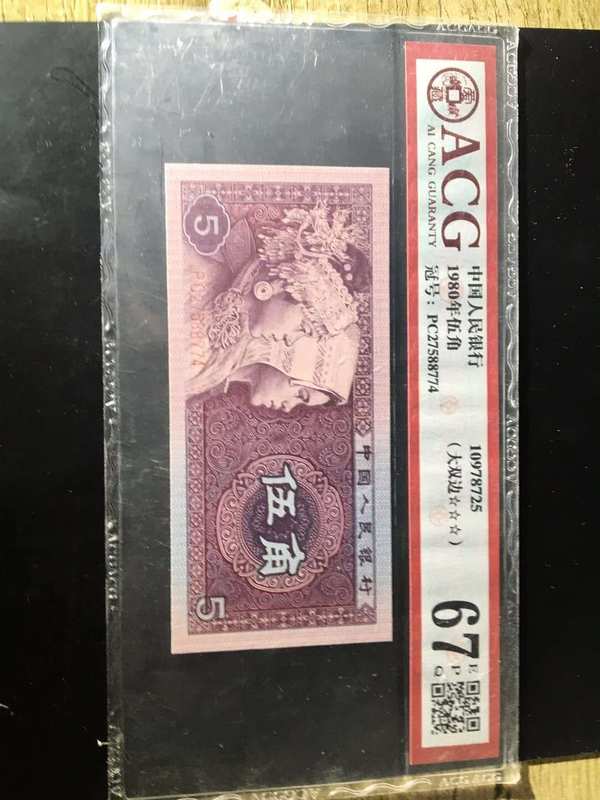 ACG
AI CANG GUARANTY
中国人民银行
1980年伍角
冠号：PC27588774
10978725
（大双边☆☆☆）
67
E
P
Q
中国人民银行
伍角
5
5